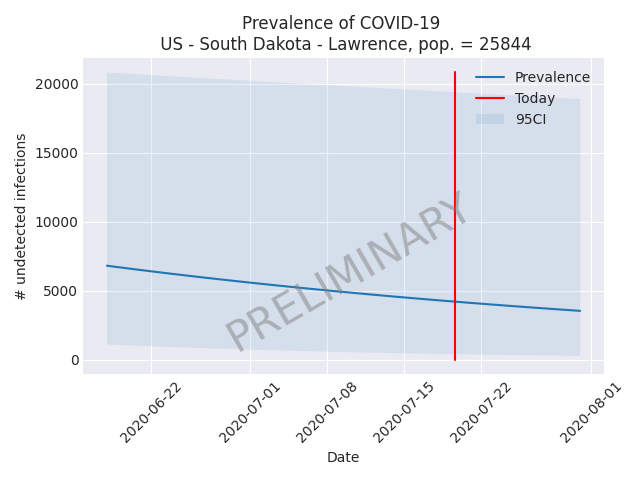 Prevalence of COVID-19
US - South Dakota - Lawrence, pop. = 25844
Prevalence
Today
95CI
20000
15000
10000
5000
0
# undetected infections
PRELIMINARY
2020-06-22
2020-07-01
2020-07-08
2020-07-15
2020-07-22
2020-08-01
Date